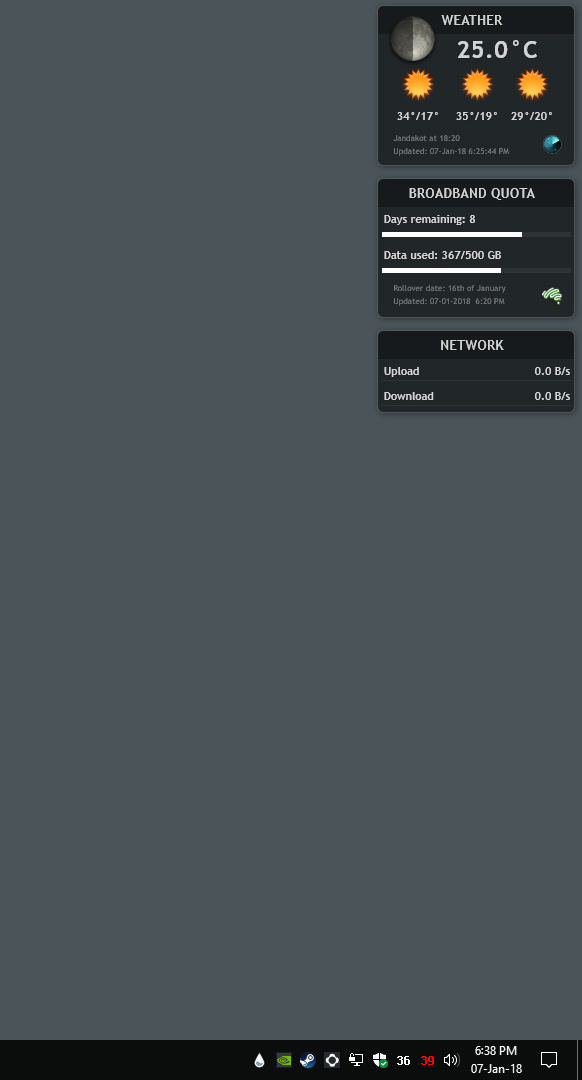 WEATHER
25.0°C
34°/17° 35°/19° 29°/20°
Jandakot at 18:20
Updated: 07-Jan-18 6:25:44 PM
BROADBAND QUOTA
Days remaining: 8
Data used: 367/500 GB
Rollover date: 16th of January
Updated: 07-01-2018 6:20 PM
NETWORK
Upload 0.0 B/s
Download 0.0 B/s
36 39 6:38 PM
07-Jan-18